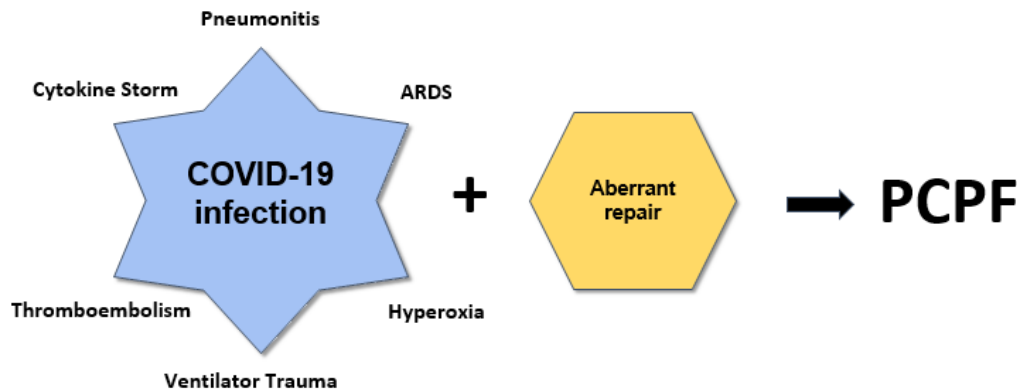 Pneumonitis
Cytokine Storm
ARDS
COVID-19
infection
+
Aberrant
repair
PCPF
Thromboembolism
Hyperoxia
Ventilator Trauma